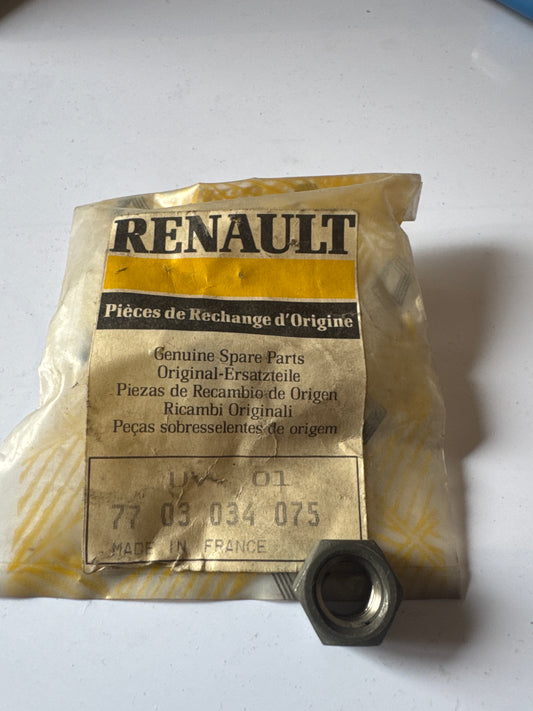 RENAULT
Pièces de Rechange d'Origine
Genuine Spare Parts
Original-Ersatzteile
Piezas de Recambio de Origen
Ricambi Originali
Peças sobresselentes de origem
UV 01
77 03 034 075
MADE IN FRANCE